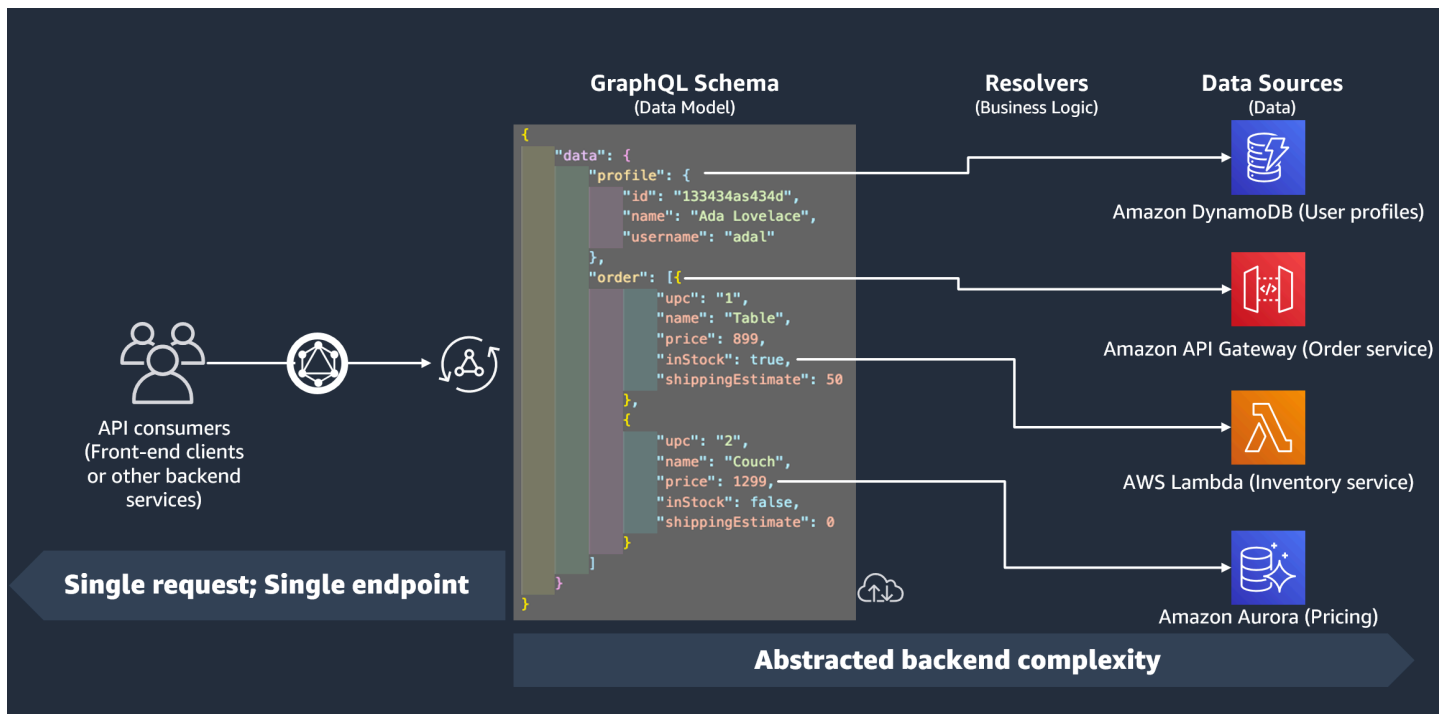 GraphQL Schema
(Data Model)
Resolvers
(Business Logic)
Data Sources
(Data)
{
"data": {
"profile": {
"id": "133434as434d",
"name": "Ada Lovelace",
"username": "adal"
},
"order": [{
"upc": "1",
"name": "Table",
"price": 899,
"inStock": true,
"shippingEstimate": 50
},
{
"upc": "2",
"name": "Couch",
"price": 1299,
"inStock": false,
"shippingEstimate": 0
}
]
}
}
Amazon DynamoDB (User profiles)
</>
Amazon API Gateway (Order service)
AWS Lambda (Inventory service)
Amazon Aurora (Pricing)
API consumers
(Front-end clients
or other backend
services)
Single request; Single endpoint
Abstracted backend complexity